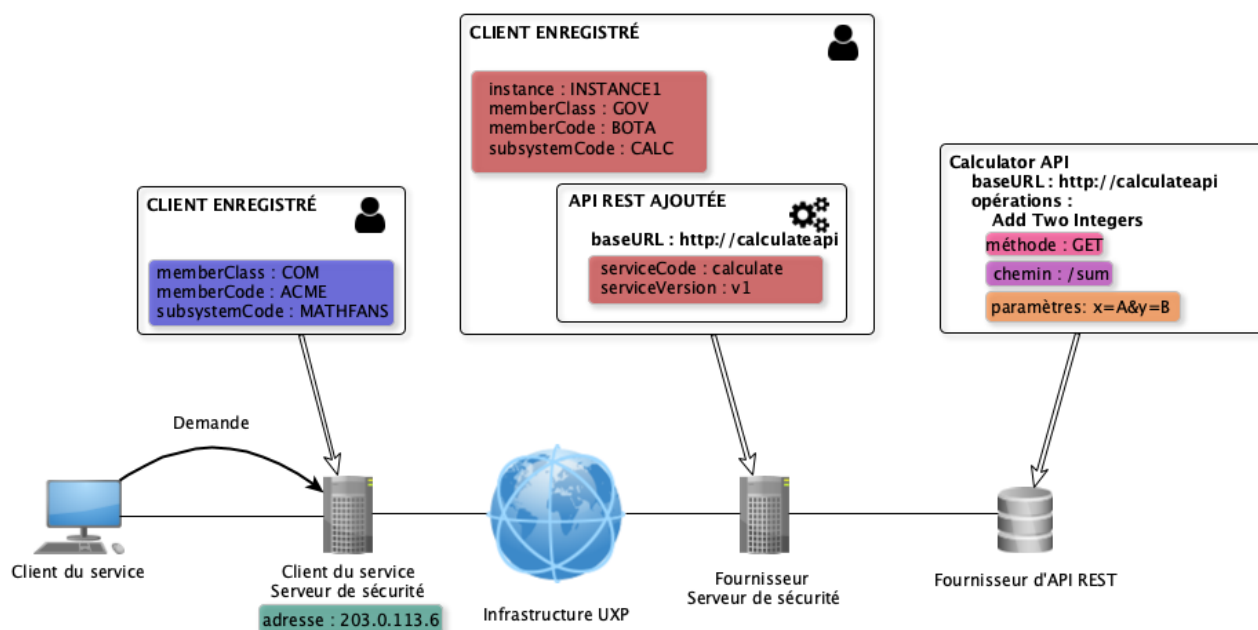 CLIENT ENREGISTRÉ
instance : INSTANCE1
memberClass : GOV
memberCode : BOTA
subsystemCode : CALC
API REST AJOUTÉE
baseURL : http://calculateapi
serviceCode : calculate
serviceVersion : v1
Calculator API
baseURL : http://calculateapi
opérations :
Add Two Integers
méthode : GET
chemin : /sum
paramètres: x=A&y=B
CLIENT ENREGISTRÉ
memberClass : COM
memberCode : ACME
subsystemCode : MATHFANS
Demande
Client du service
Client du service
Serveur de sécurité
adresse : 203.0.113.6
Infrastructure UXP
Fournisseur
Serveur de sécurité
Fournisseur d'API REST